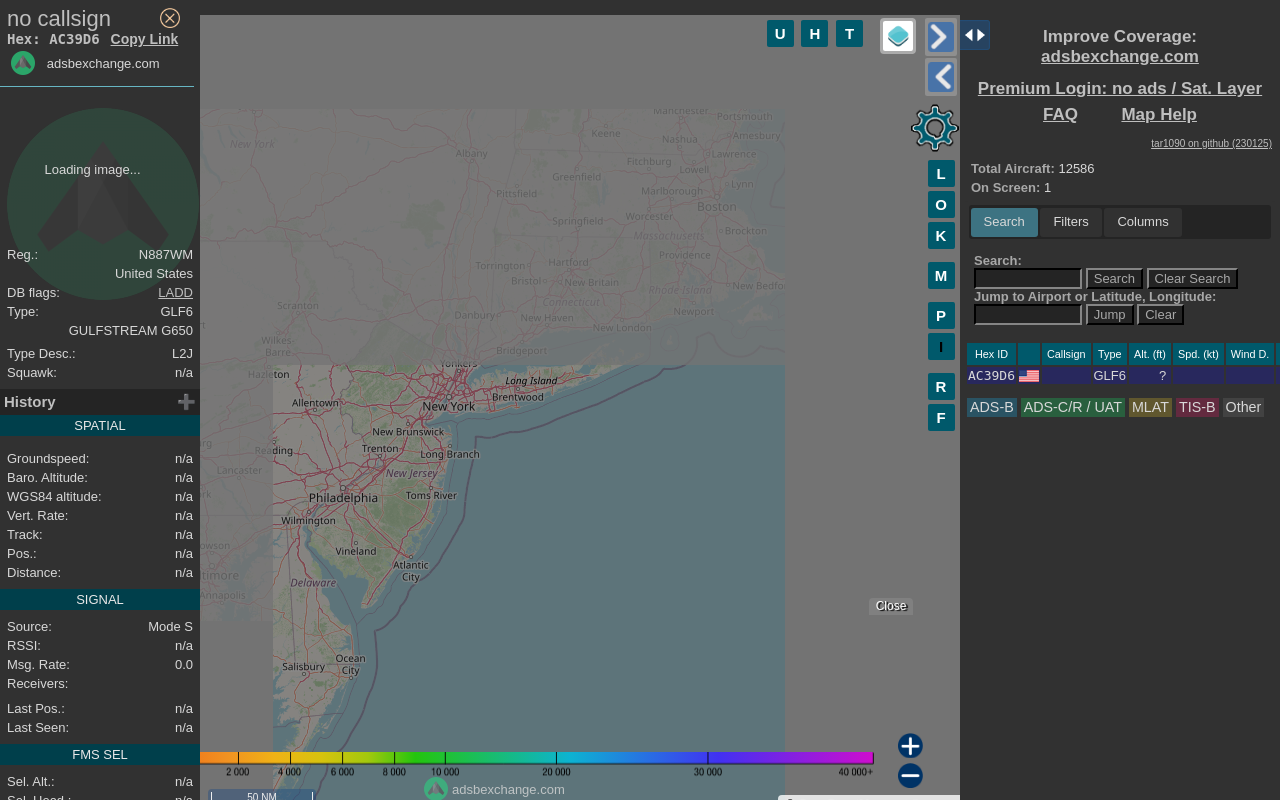 no callsign
Hex: AC39D6 Copy Link
adsbexchange.com
Loading image...
Reg.: N887WM
United States
DB flags: LADD
Type: GLF6
GULFSTREAM G650
Type Desc.: L2J
Squawk: n/a
History
SPATIAL
Groundspeed: n/a
Baro. Altitude: n/a
WGS84 altitude: n/a
Vert. Rate: n/a
Track: n/a
Pos.: n/a
Distance: n/a
SIGNAL
Source: Mode S
RSSI: n/a
Msg. Rate: 0.0
Receivers:
Last Pos.: n/a
Last Seen: n/a
FMS SEL
Sel. Alt.: n/a
Sel. Head.: n/a
U H T
L
O
K
M
P
I
R
F
Manchester
Portsmouth
Keene
Nashua
Amesbury
New York
Albany
Fitchburg
Lawrence
Lowell
Greenfield
Lynn
Pittsfield
Marlborough
Boston
Springfield
Worcester
Massachusetts
Brockton
Providence
Torrington
Hartford
Bristol
New Britain
New Bedfo
Rhode Island
Scranton
Connecticut
Danbury
New Haven
Newport
New London
Wilkes-
Barre
Bridgeport
Yonkers
Hazleton
Long Island
Allentown
New York
Brentwood
New Brunswick
Reading
Trenton
Long Branch
Lancaster
New Jersey
Philadelphia
Toms River
Wilmington
Vineland
Atlantic
City
Delaware
Annapolis
Ocean
City
Salisbury
Close
2 000 4 000 6 000 8 000 10 000 20 000 30 000 40 000+
adsbexchange.com
50 NM
Improve Coverage:
adsbexchange.com
Premium Login: no ads / Sat. Layer
FAQ Map Help
tar1090 on github (230125)
Total Aircraft: 12586
On Screen: 1
Search Filters Columns
Search:
Search Clear Search
Jump to Airport or Latitude, Longitude:
Jump Clear
Hex ID Callsign Type Alt. (ft) Spd. (kt) Wind D.
AC39D6 GLF6 ?
ADS-B ADS-C/R / UAT MLAT TIS-B Other